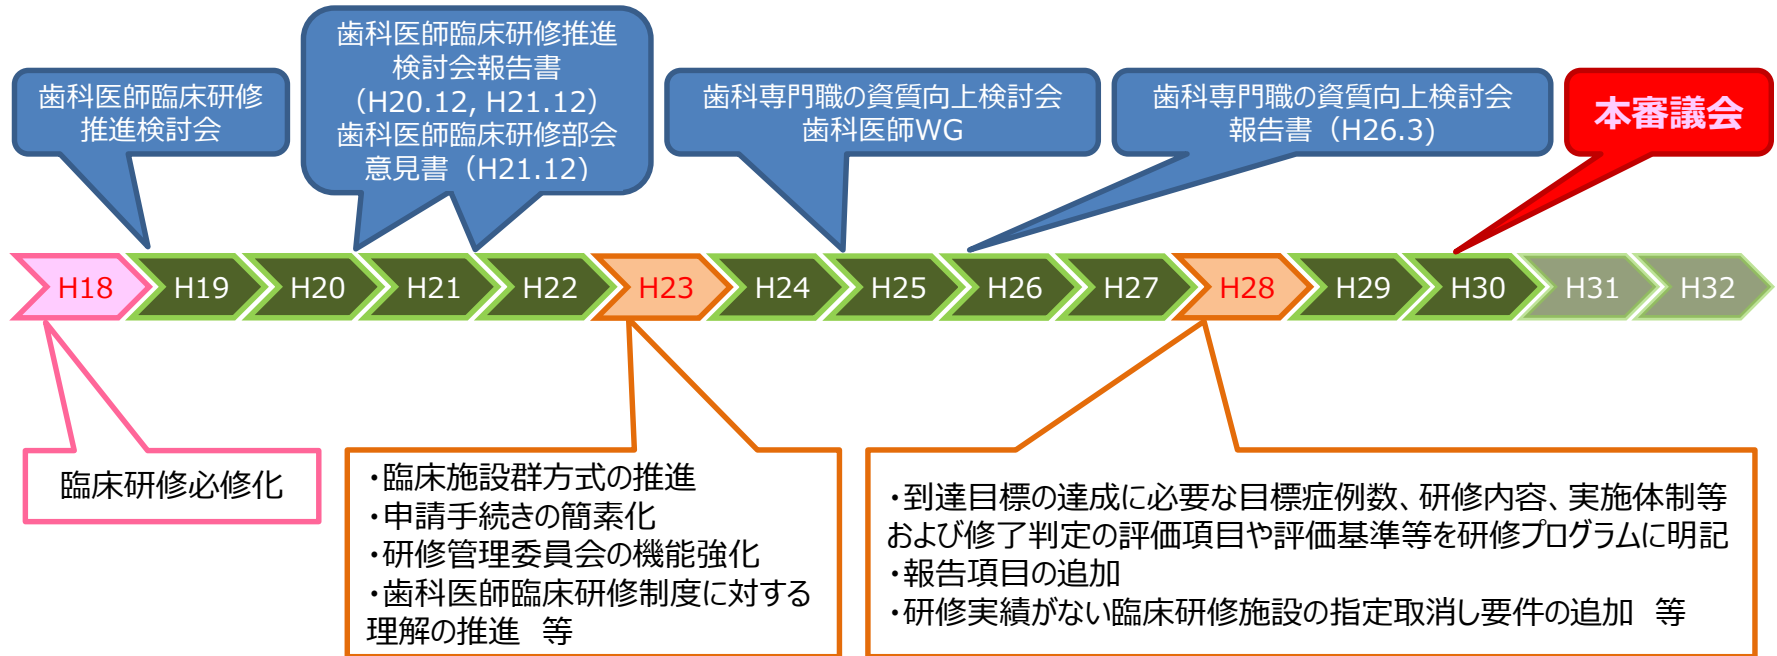 歯科医師臨床研修
推進検討会
歯科医師臨床研修推進
検討会報告書
（H20.12, H21.12）
歯科医師臨床研修部会
意見書（H21.12）
歯科専門職の資質向上検討会
歯科医師WG
歯科専門職の資質向上検討会
報告書（H26.3)
本審議会
H18 H19 H20 H21 H22 H23 H24 H25 H26 H27 H28 H29 H30 H31 H32
臨床研修必修化
・臨床施設群方式の推進
・申請手続きの簡素化
・研修管理委員会の機能強化
・歯科医師臨床研修制度に対する
理解の推進　等
・到達目標の達成に必要な目標症例数、研修内容、実施体制等
および修了判定の評価項目や評価基準等を研修プログラムに明記
・報告項目の追加
・研修実績がない臨床研修施設の指定取消し要件の追加　等